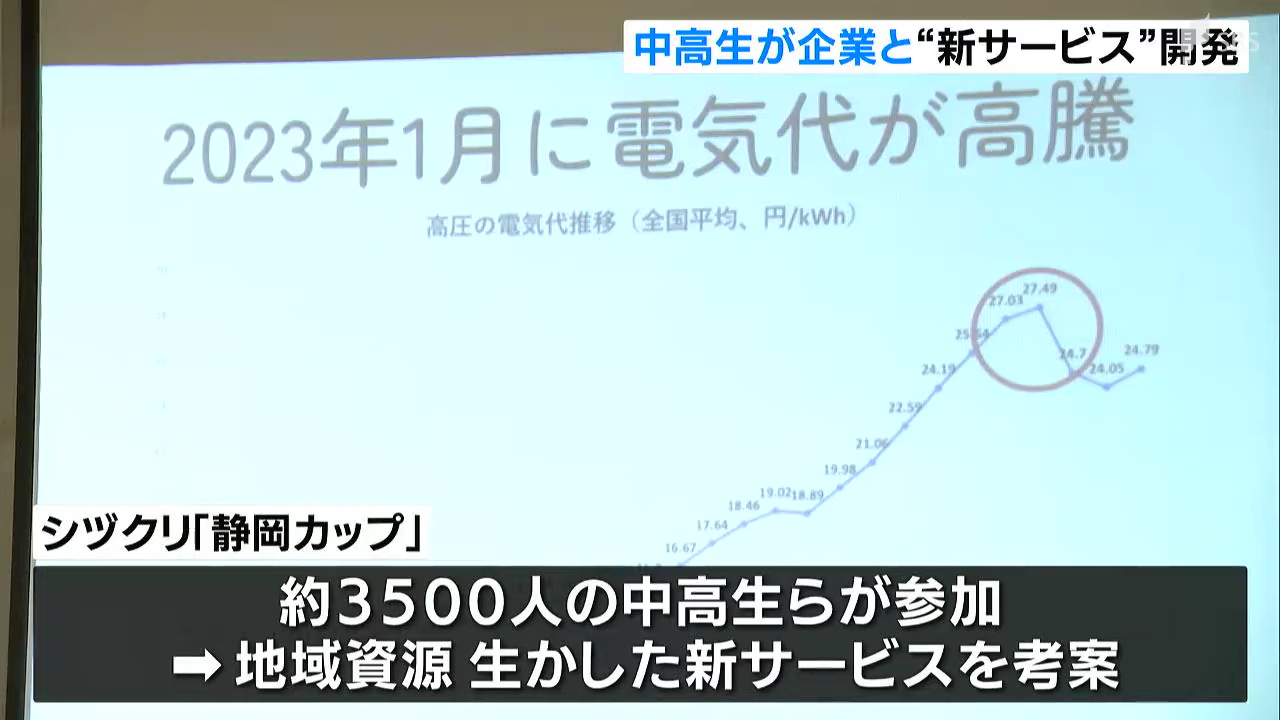 中高生が企業と“新サービス”開発
2023年1月に電気代が高騰
高圧の電気代推移（全国平均、円/kWh）
27.49
27.03
25.64
24.7
24.79
24.05
24.19
22.59
21.06
19.98
19.02
18.89
18.46
17.64
16.67
シヅクリ「静岡カップ」
約3500人の中高生らが参加
➡地域資源 生かした新サービスを考案